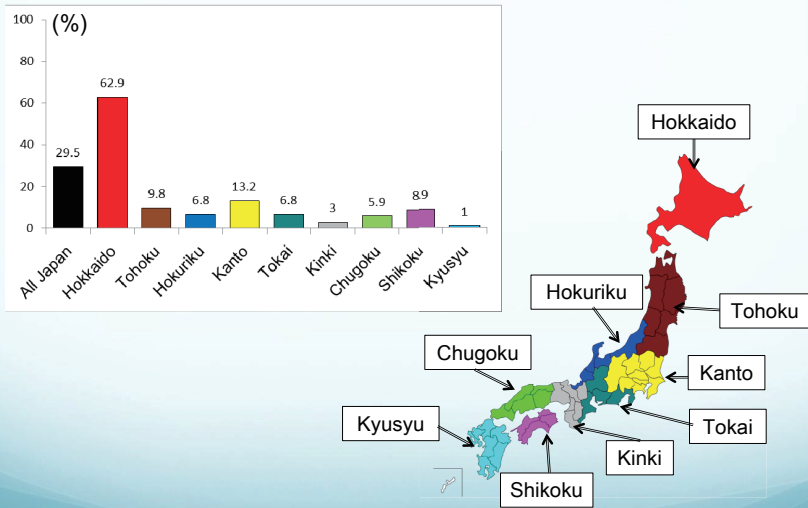 (%)
100
80
60
40
20
0
29.5
62.9
9.8
6.8
13.2
6.8
3
5.9
8.9
1
All Japan
Hokkaido
Tohoku
Hokuriku
Kanto
Tokai
Kinki
Chugoku
Shikoku
Kyusyu
Hokkaido
Hokuriku
Tohoku
Chugoku
Kanto
Kyusyu
Tokai
Kinki
Shikoku